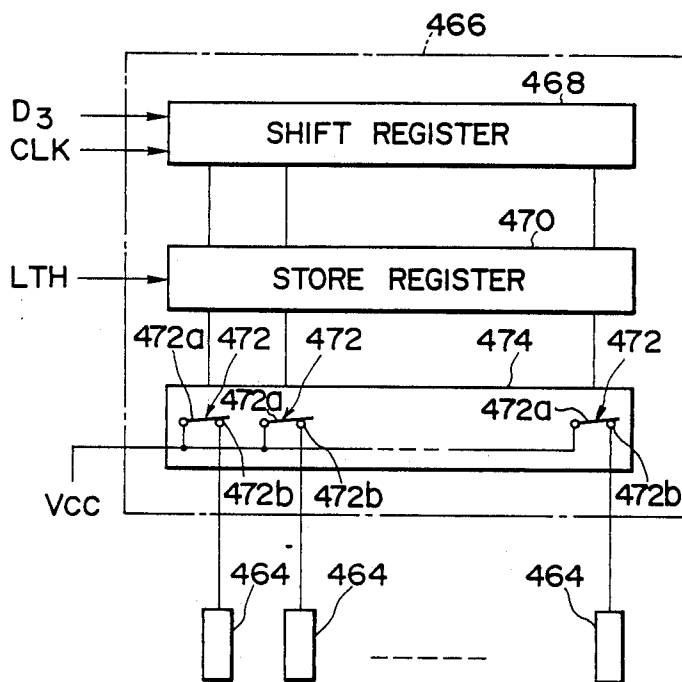 466
468
D3
CLK
SHIFT REGISTER
470
LTH
STORE REGISTER
472a 472 472 474 472
472a 472a
472b 472b 472b
VCC
464 464 464